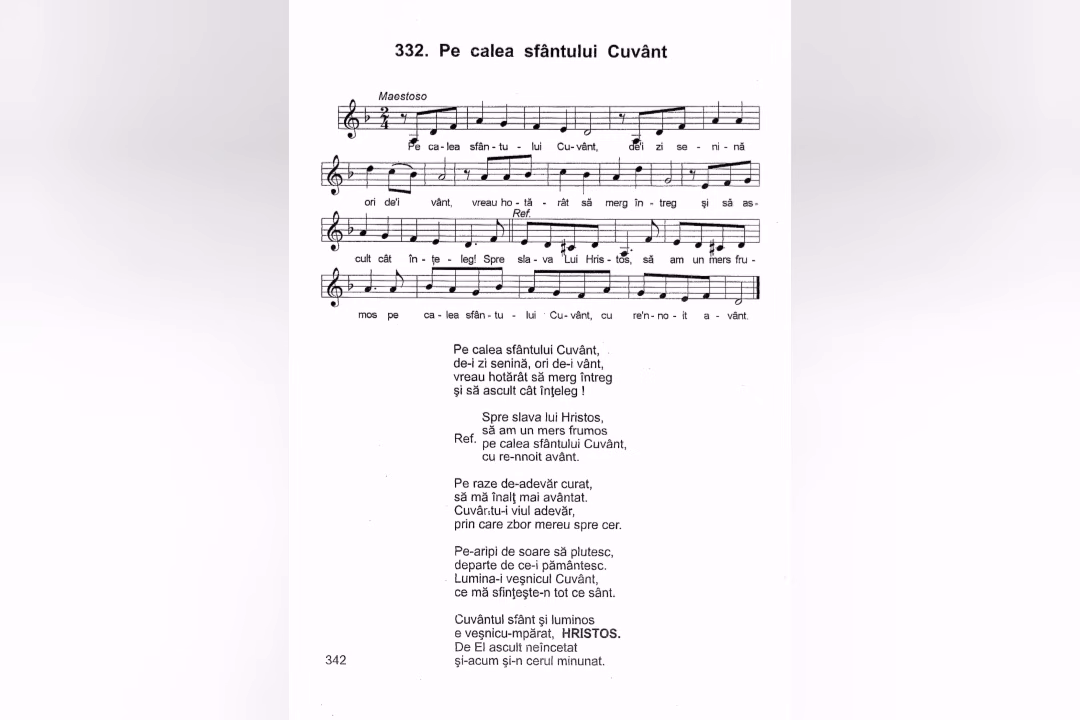 332. Pe calea sfântului Cuvânt
Maestoso
2
4
Pe ca - lea sfân - tu - lui Cu - vânt, de'i zi se - ni - nă
ori de'i vânt, vreau ho - tă - rât să merg în - treg şi să as -
Ref.
cult cât în - ţe - leg! Spre sla - va Lui Hris - tos, să am un mers fru -
mos pe ca - lea sfân - tu - lui Cu - vânt, cu re'n - no - it a - vânt.
Pe calea sfântului Cuvânt,
de-i zi senină, ori de-i vânt,
vreau hotărât să merg întreg
şi să ascult cât înţeleg !
Spre slava lui Hristos,
să am un mers frumos
Ref.
pe calea sfântului Cuvânt,
cu re-nnoit avânt.
Pe raze de-adevăr curat,
să mă înalţ mai avântat.
Cuvântu-i viul adevăr,
prin care zbor mereu spre cer.
Pe-aripi de soare să plutesc,
departe de ce-i pământesc.
Lumina-i veşnicul Cuvânt,
ce mă sfinţeşte-n tot ce sânt.
Cuvântul sfânt şi luminos
e veşnicu-mpărat, HRISTOS.
De El ascult neîncetat
şi-acum şi-n cerul minunat.
342